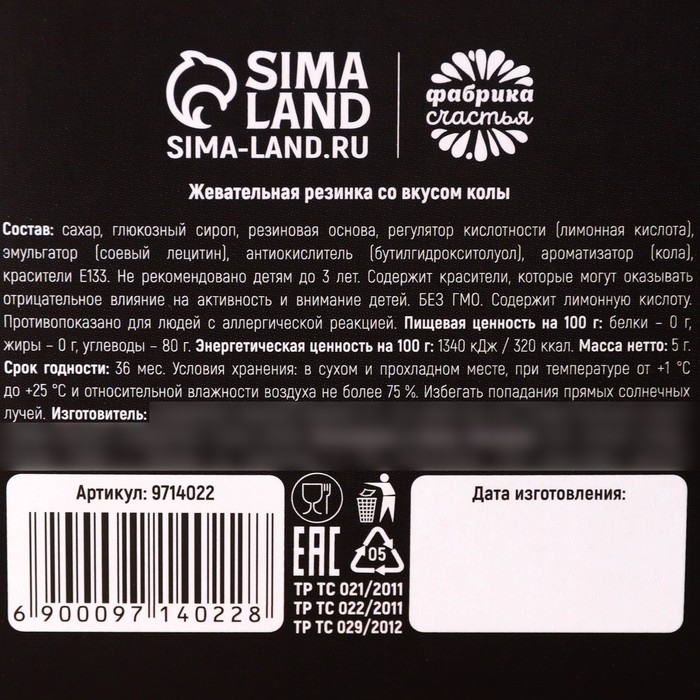 SIMA
LAND
SIMA-LAND.RU
фабрика
счастья
Жевательная резинка со вкусом колы
Состав: сахар, глюкозный сироп, резиновая основа, регулятор кислотности (лимонная кислота),
эмульгатор (соевый лецитин), антиокислитель (бутилгидрокситолуол), ароматизатор (кола),
красители Е133. Не рекомендовано детям до 3 лет. Содержит красители, которые могут оказывать
отрицательное влияние на активность и внимание детей. БЕЗ ГМО. Содержит лимонную кислоту.
Противопоказано для людей с аллергической реакцией. Пищевая ценность на 100 г: белки – 0 г,
жиры – 0 г, углеводы – 80 г. Энергетическая ценность на 100 г: 1340 кДж / 320 ккал. Масса нетто: 5 г.
Срок годности: 36 мес. Условия хранения: в сухом и прохладном месте, при температуре от +1 °С
до +25 °С и относительной влажности воздуха не более 75 %. Избегать попадания прямых солнечных
лучей. Изготовитель:
Артикул: 9714022
6 900097 140228
EAC
05
ТР ТС 021/2011
ТР ТС 022/2011
ТР ТС 029/2012
Дата изготовления: